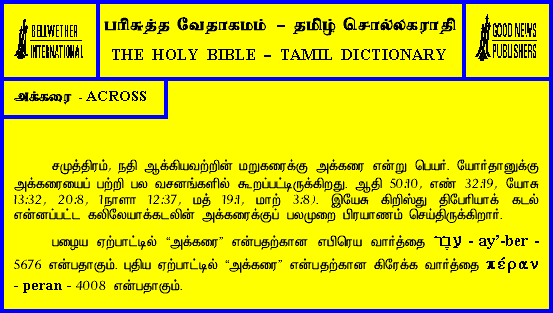 BELLWETHER
INTERNATIONAL
பரிசுத்த வேதாகமம் – தமிழ் சொல்லகராதி
THE HOLY BIBLE – TAMIL DICTIONARY
GOOD NEWS
PUBLISHERS
அக்கரை - ACROSS
சமுத்திரம், நதி ஆக்கியவற்றின் மறுகரைக்கு அக்கரை என்று பெயர். யோர்தானுக்கு
அக்கரையைப் பற்றி பல வசனங்களில் கூறப்பட்டிருக்கிறது. ஆதி 50:10, எண் 32:19, யோசு
13:32, 20:8, 1நாளா 12:37, மத் 19:1, மாற் 3:8). இயேசு கிறிஸ்து திபேரியாக் கடல்
என்னப்பட்ட கலிலேயாக்கடலின் அக்கரைக்குப் பலமுறை பிரயாணம் செய்திருக்கிறார்.
பழைய ஏற்பாட்டில் “அக்கரை” என்பதற்கான எபிரெய வார்த்தை עָבַר - ay’-ber -
5676 என்பதாகும். புதிய ஏற்பாட்டில் “அக்கரை” என்பதற்கான கிரேக்க வார்த்தை πέραν
- peran - 4008 என்பதாகும்.